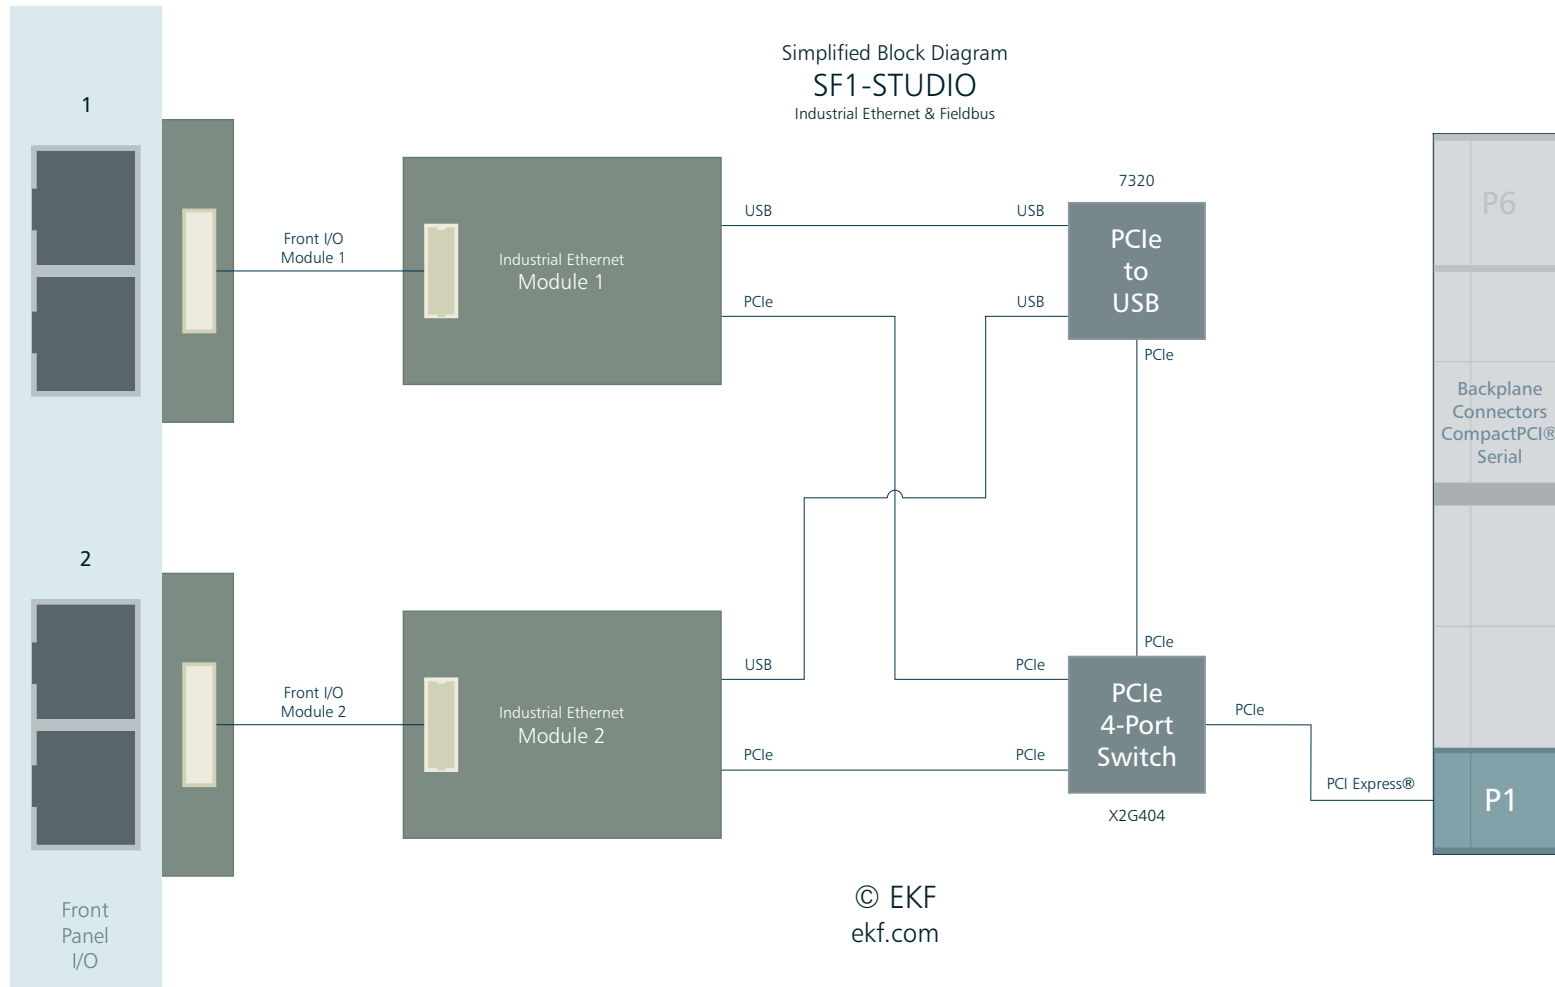 Simplified Block Diagram
SF1-STUDIO
Industrial Ethernet & Fieldbus
1
Front I/O
Module 1
Industrial Ethernet
Module 1
USB
USB
PCIe
USB
7320
PCIe
to
USB
PCIe
P6
Backplane
Connectors
CompactPCI®
Serial
2
Front I/O
Module 2
Industrial Ethernet
Module 2
USB
PCIe
PCIe
PCIe
PCIe
PCIe
4-Port
Switch
X2G404
PCIe
PCI Express®
P1
Front
Panel
I/O
© EKF
ekf.com